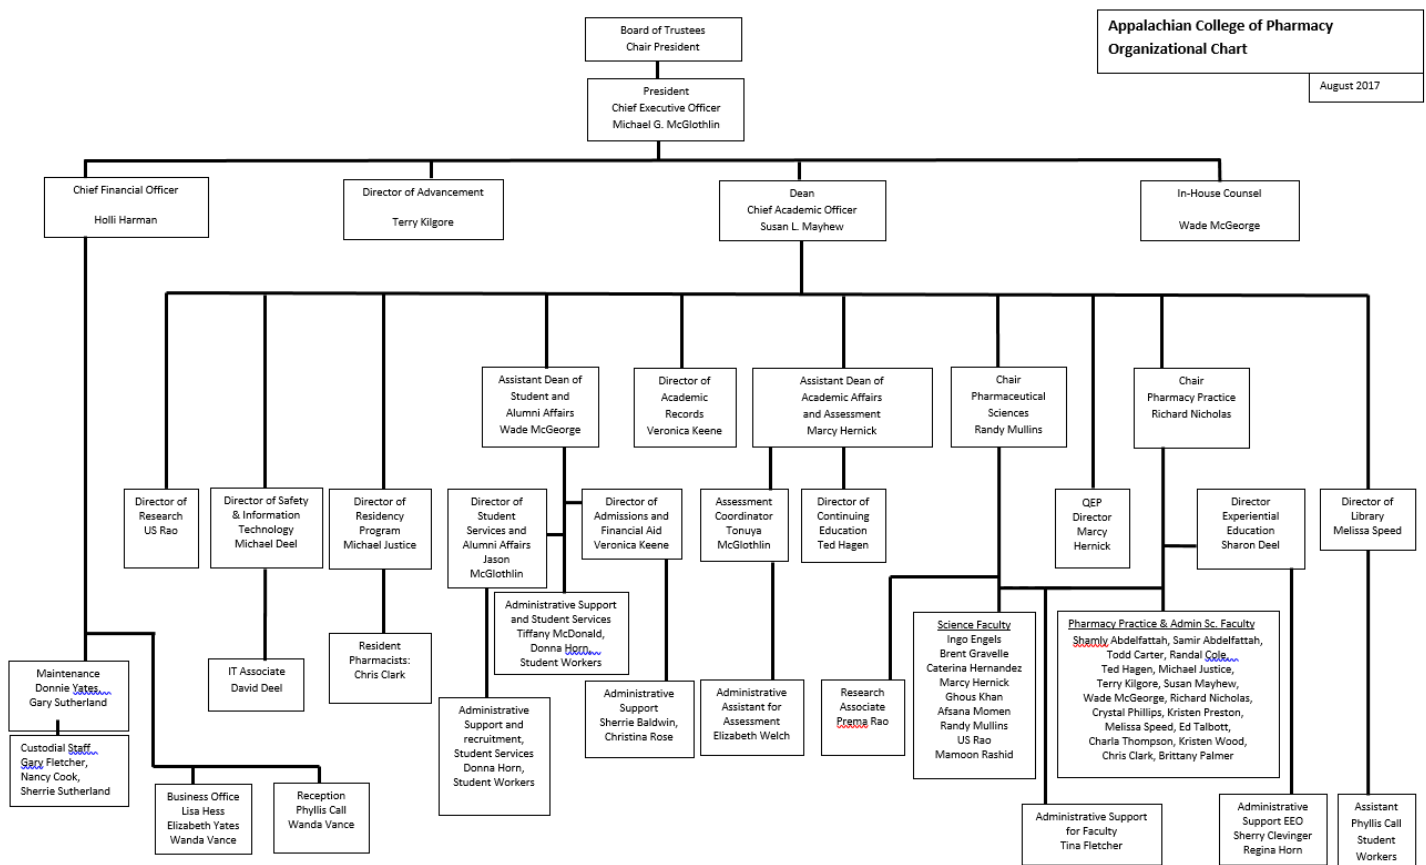 Appalachian College of Pharmacy
Organizational Chart
August 2017
Board of Trustees
Chair President
President
Chief Executive Officer
Michael G. McGlothlin
Chief Financial Officer
Holli Harman
Director of Advancement
Terry Kilgore
Dean
Chief Academic Officer
Susan L. Mayhew
In-House Counsel
Wade McGeorge
Assistant Dean of
Student and
Alumni Affairs
Wade McGeorge
Director of
Academic
Records
Veronica Keene
Assistant Dean of
Academic Affairs
and Assessment
Marcy Hernick
Chair
Pharmaceutical
Sciences
Randy Mullins
Chair
Pharmacy Practice
Richard Nicholas
Director of
Research
US Rao
Director of Safety
& Information
Technology
Michael Deel
Director of
Residency
Program
Michael Justice
Director of
Student
Services and
Alumni Affairs
Jason
McGlothlin
Director of
Admissions and
Financial Aid
Veronica Keene
Assessment
Coordinator
Tonuya
McGlothlin
Director of
Continuing
Education
Ted Hagen
QEP
Director
Marcy
Hernick
Director
Experiential
Education
Sharon Deel
Director of
Library
Melissa Speed
Administrative Support
and Student Services
Tiffany McDonald,
Donna Horn,
Student Workers
Maintenance
Donnie Yates,
Gary Sutherland
IT Associate
David Deel
Resident
Pharmacists:
Chris Clark
Administrative
Support and
recruitment,
Student Services
Donna Horn,
Student Workers
Administrative
Support
Sherrie Baldwin,
Christina Rose
Administrative
Assistant for
Assessment
Elizabeth Welch
Research
Associate
Prema Rao
Science Faculty
Ingo Engels
Brent Gravelle
Caterina Hernandez
Marcy Hernick
Ghous Khan
Afsana Momen
Randy Mullins
US Rao
Mamoon Rashid
Pharmacy Practice & Admin Sc. Faculty
Shamly Abdelfattah, Samir Abdelfattah,
Todd Carter, Randal Cole,
Ted Hagen, Michael Justice,
Terry Kilgore, Susan Mayhew,
Wade McGeorge, Richard Nicholas,
Crystal Phillips, Kristen Preston,
Melissa Speed, Ed Talbott,
Charla Thompson, Kristen Wood,
Chris Clark, Brittany Palmer
Custodial Staff
Gary Fletcher,
Nancy Cook,
Sherrie Sutherland
Business Office
Lisa Hess
Elizabeth Yates
Wanda Vance
Reception
Phyllis Call
Wanda Vance
Administrative Support
for Faculty
Tina Fletcher
Administrative
Support EEO
Sherry Clevinger
Regina Horn
Assistant
Phyllis Call
Student
Workers